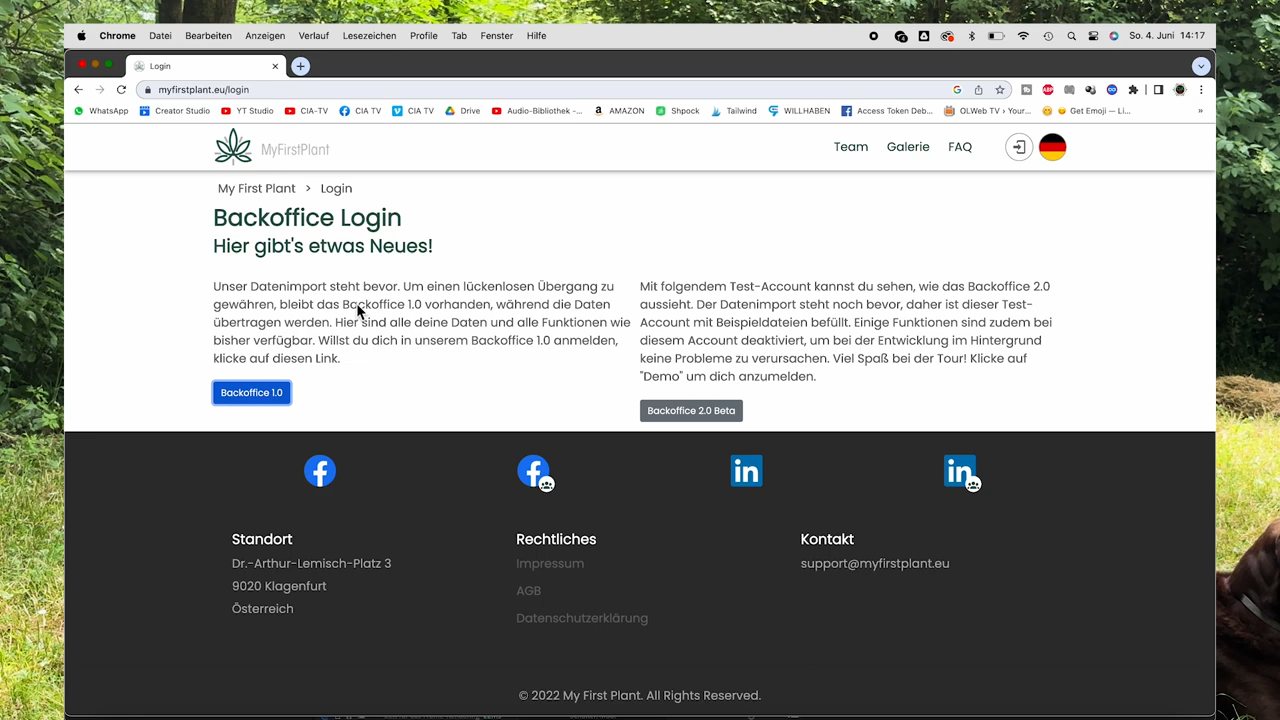 Chrome Datei Bearbeiten Anzeigen Verlauf Lesezeichen Profile Tab Fenster Hilfe So. 4. Juni 14:17
Login
myfirstplant.eu/login
WhatsApp Creator Studio YT Studio CIA-TV CIA TV CIA TV Drive Audio-Bibliothek -... AMAZON Shpock Tailwind WILLHABEN Access Token Deb... OLWeb TV › Your... Get Emoji — Li... »
MyFirstPlant Team Galerie FAQ
My First Plant > Login
Backoffice Login
Hier gibt's etwas Neues!
Unser Datenimport steht bevor. Um einen lückenlosen Übergang zu
gewähren, bleibt das Backoffice 1.0 vorhanden, während die Daten
übertragen werden. Hier sind alle deine Daten und alle Funktionen wie
bisher verfügbar. Willst du dich in unserem Backoffice 1.0 anmelden,
klicke auf diesen Link.
Backoffice 1.0
Mit folgendem Test-Account kannst du sehen, wie das Backoffice 2.0
aussieht. Der Datenimport steht noch bevor, daher ist dieser Test-
Account mit Beispieldateien befüllt. Einige Funktionen sind zudem bei
diesem Account deaktiviert, um bei der Entwicklung im Hintergrund
keine Probleme zu verursachen. Viel Spaß bei der Tour! Klicke auf
"Demo" um dich anzumelden.
Backoffice 2.0 Beta
Standort
Dr.-Arthur-Lemisch-Platz 3
9020 Klagenfurt
Österreich
Rechtliches
Impressum
AGB
Datenschutzerklärung
Kontakt
support@myfirstplant.eu
© 2022 My First Plant. All Rights Reserved.